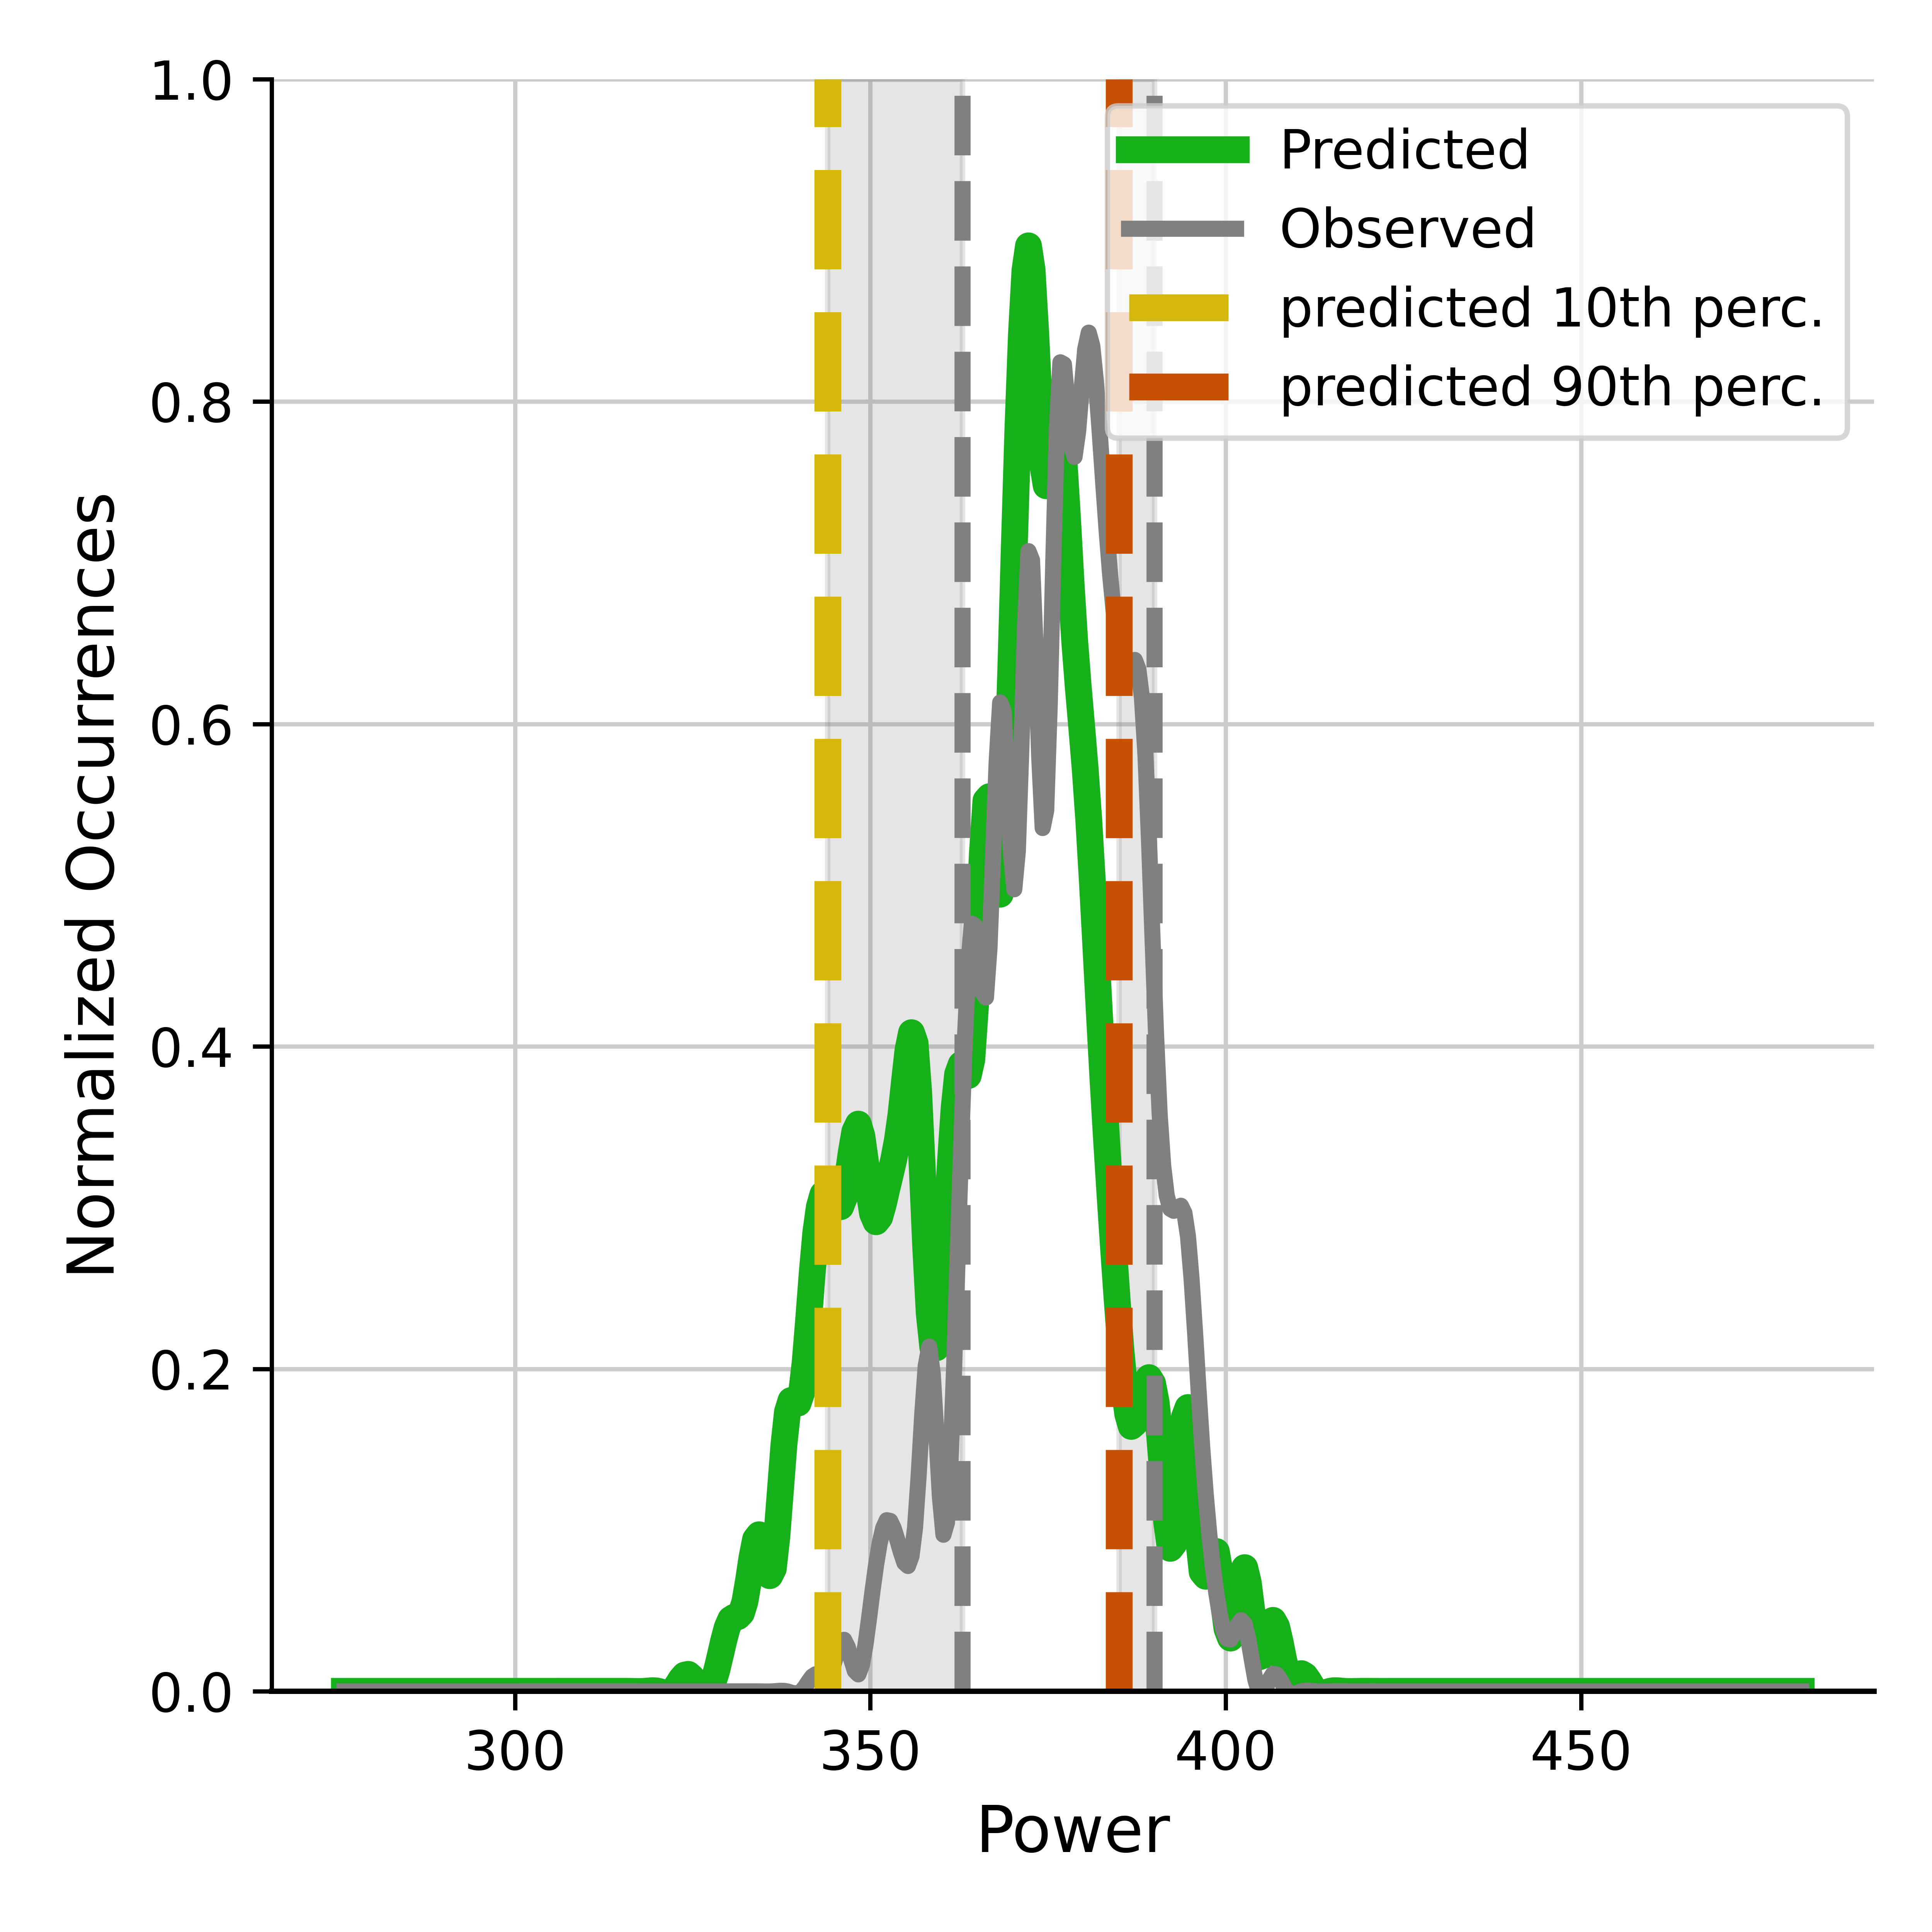 1.0
0.8
0.6
0.4
0.2
0.0
Normalized Occurrences
Predicted
Observed
predicted 10th perc.
predicted 90th perc.
300 350 400 450
Power